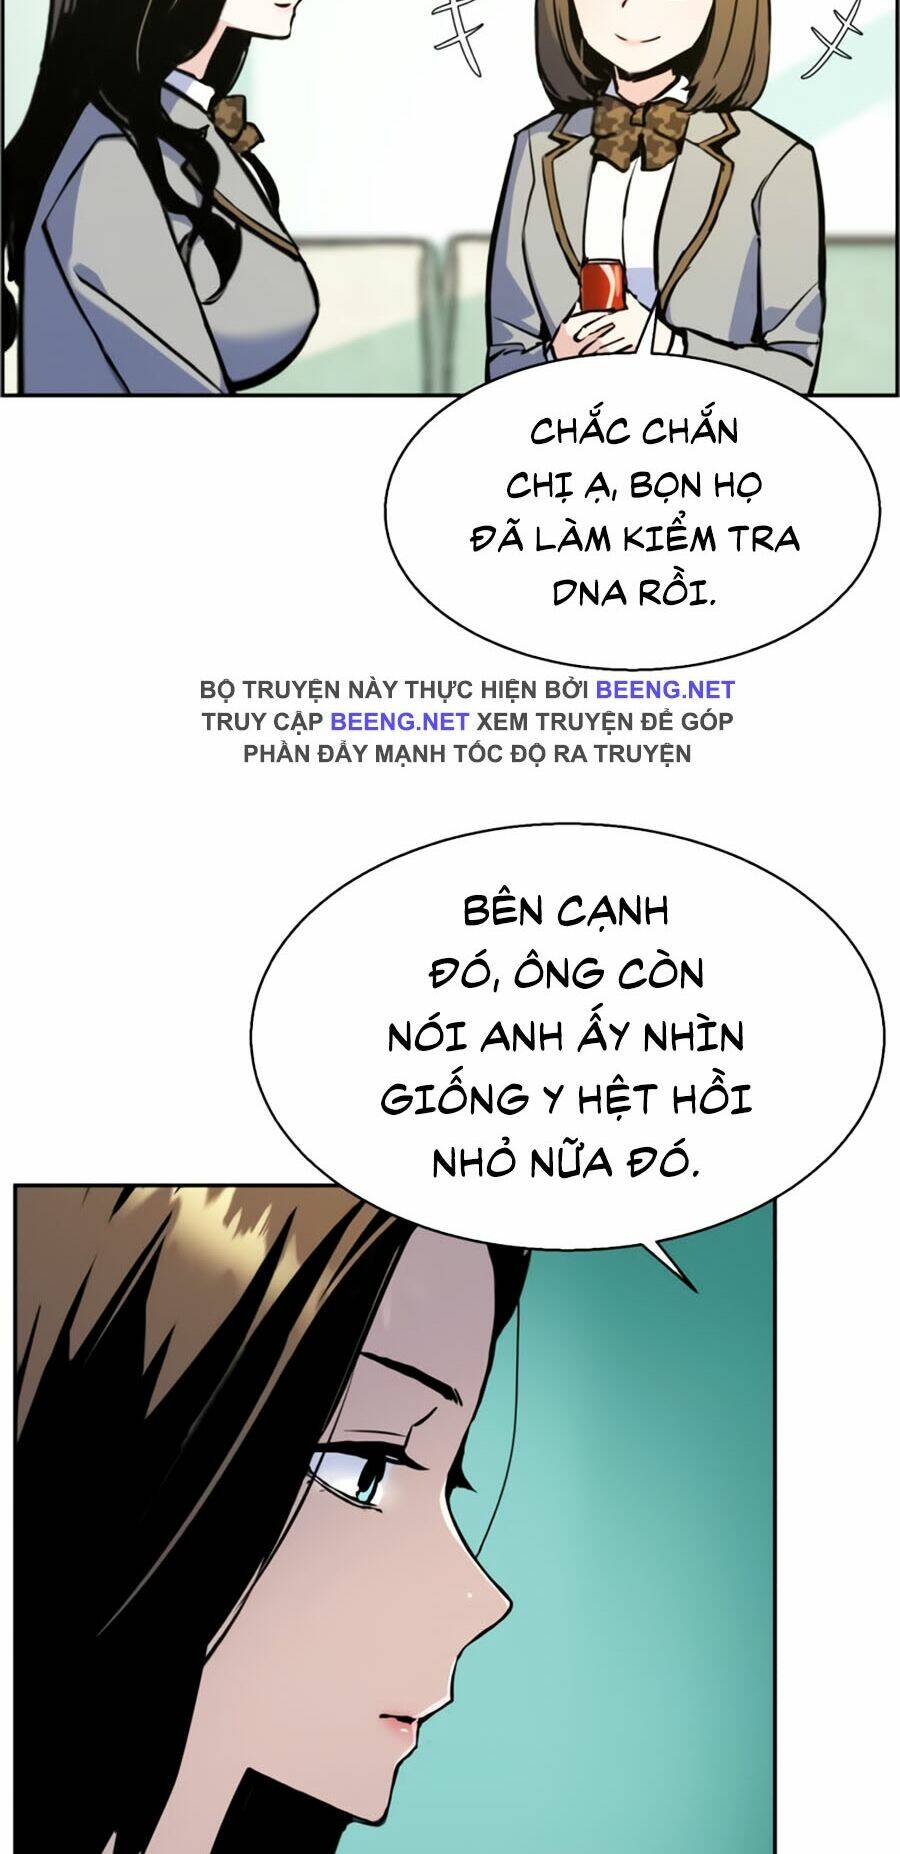 CHẮC CHẮN
CHỊ Ạ, BỌN HỌ
ĐÃ LÀM KIỂM TRA
DNA RỒI.
BỘ TRUYỆN NÀY THỰC HIỆN BỞI BEENG.NET
TRUY CẬP BEENG.NET XEM TRUYỆN ĐỂ GÓP
PHẦN ĐẨY MẠNH TỐC ĐỘ RA TRUYỆN
BÊN CẠNH
ĐÓ, ÔNG CÒN
NÓI ANH ẤY NHÌN
GIỐNG Y HỆT HỒI
NHỎ NỮA ĐÓ.